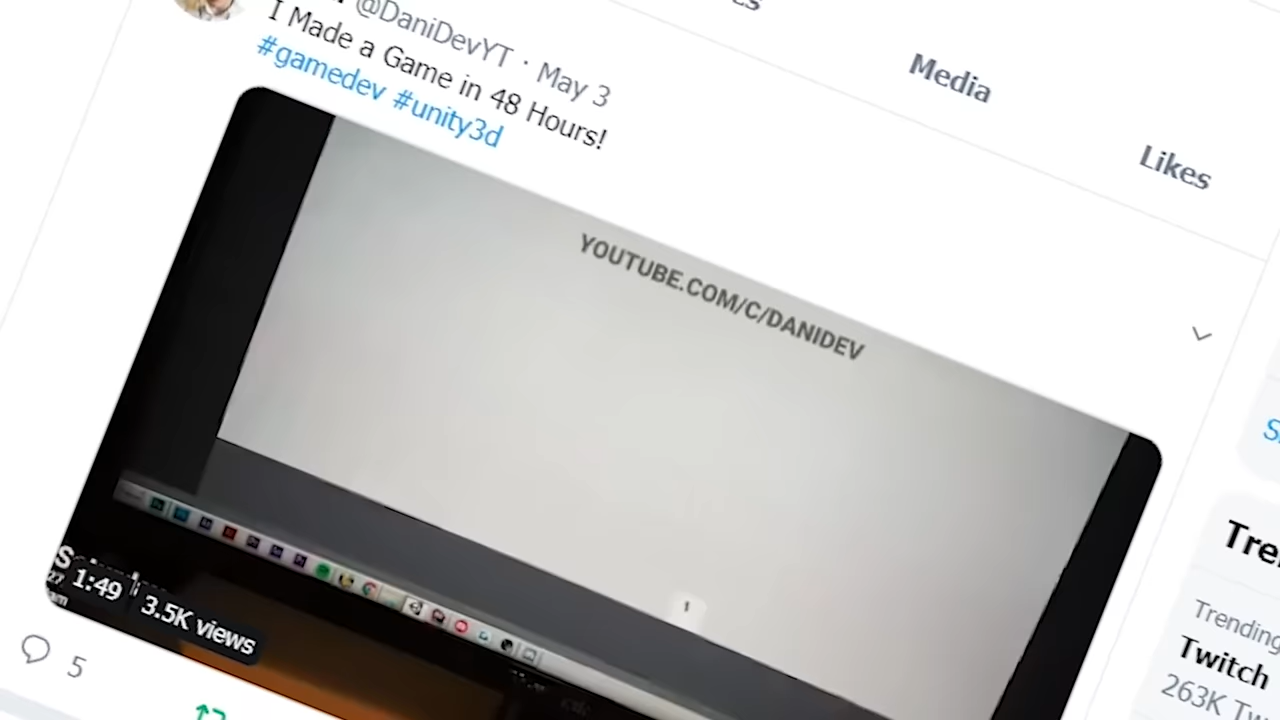 @DaniDevYT · May 3
I Made a Game in 48 Hours!
#gamedev #unity3d
Media
Likes
YOUTUBE.COM/C/DANIDEV
1:49
3.5K views
5
Trending
Twitch
263K